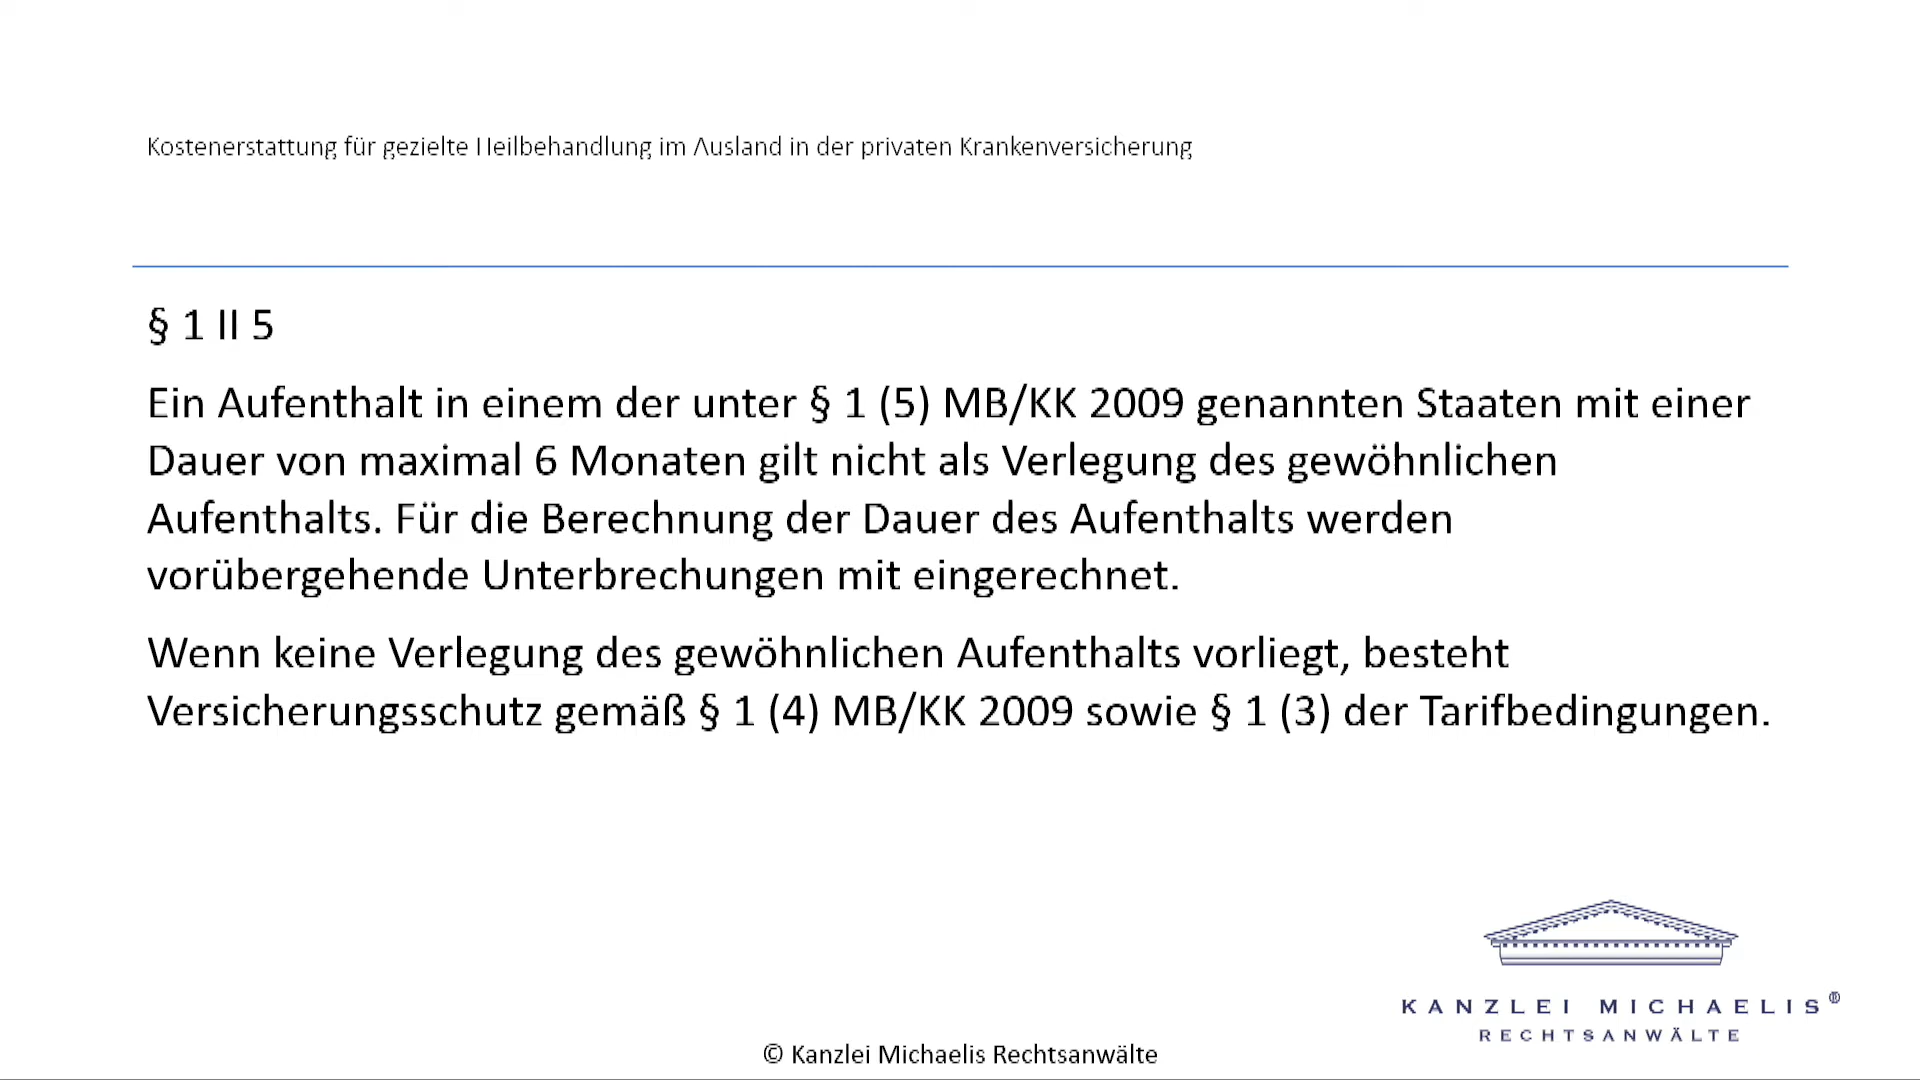 Kostenerstattung für gezielte Heilbehandlung im Ausland in der privaten Krankenversicherung
§ 1 II 5
Ein Aufenthalt in einem der unter § 1 (5) MB/KK 2009 genannten Staaten mit einer
Dauer von maximal 6 Monaten gilt nicht als Verlegung des gewöhnlichen
Aufenthalts. Für die Berechnung der Dauer des Aufenthalts werden
vorübergehende Unterbrechungen mit eingerechnet.
Wenn keine Verlegung des gewöhnlichen Aufenthalts vorliegt, besteht
Versicherungsschutz gemäß § 1 (4) MB/KK 2009 sowie § 1 (3) der Tarifbedingungen.
KANZLEI MICHAELIS®
RECHTSANWÄLTE
© Kanzlei Michaelis Rechtsanwälte